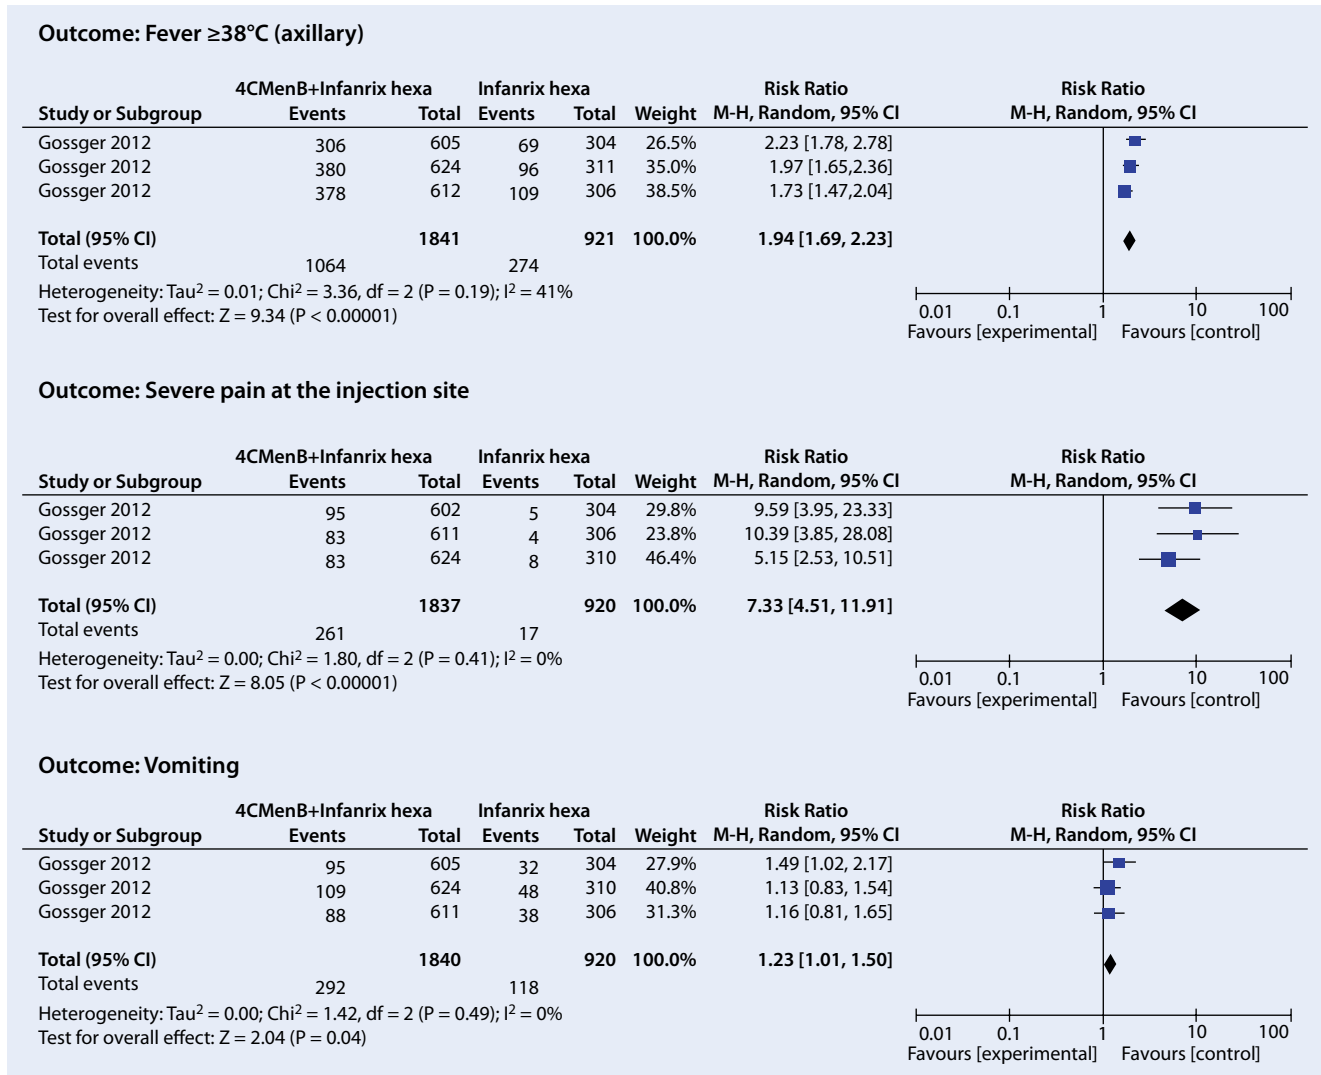 Outcome: Fever ≥38°C (axillary)
4CMenB+Infanrix hexa Infanrix hexa Risk Ratio Risk Ratio
Study or Subgroup Events Total Events Total Weight M-H, Random, 95% CI M-H, Random, 95% CI
Gossger 2012 306 605 69 304 26.5% 2.23 [1.78, 2.78]
Gossger 2012 380 624 96 311 35.0% 1.97 [1.65,2.36]
Gossger 2012 378 612 109 306 38.5% 1.73 [1.47,2.04]
Total (95% CI) 1841 921 100.0% 1.94 [1.69, 2.23]
Total events 1064 274
Heterogeneity: Tau² = 0.01; Chi² = 3.36, df = 2 (P = 0.19); I² = 41%
Test for overall effect: Z = 9.34 (P < 0.00001)
0.01 0.1 1 10 100
Favours [experimental] Favours [control]
Outcome: Severe pain at the injection site
4CMenB+Infanrix hexa Infanrix hexa Risk Ratio Risk Ratio
Study or Subgroup Events Total Events Total Weight M-H, Random, 95% CI M-H, Random, 95% CI
Gossger 2012 95 602 5 304 29.8% 9.59 [3.95, 23.33]
Gossger 2012 83 611 4 306 23.8% 10.39 [3.85, 28.08]
Gossger 2012 83 624 8 310 46.4% 5.15 [2.53, 10.51]
Total (95% CI) 1837 920 100.0% 7.33 [4.51, 11.91]
Total events 261 17
Heterogeneity: Tau² = 0.00; Chi² = 1.80, df = 2 (P = 0.41); I² = 0%
Test for overall effect: Z = 8.05 (P < 0.00001)
0.01 0.1 1 10 100
Favours [experimental] Favours [control]
Outcome: Vomiting
4CMenB+Infanrix hexa Infanrix hexa Risk Ratio Risk Ratio
Study or Subgroup Events Total Events Total Weight M-H, Random, 95% CI M-H, Random, 95% CI
Gossger 2012 95 605 32 304 27.9% 1.49 [1.02, 2.17]
Gossger 2012 109 624 48 310 40.8% 1.13 [0.83, 1.54]
Gossger 2012 88 611 38 306 31.3% 1.16 [0.81, 1.65]
Total (95% CI) 1840 920 100.0% 1.23 [1.01, 1.50]
Total events 292 118
Heterogeneity: Tau² = 0.00; Chi² = 1.42, df = 2 (P = 0.49); I² = 0%
Test for overall effect: Z = 2.04 (P = 0.04)
0.01 0.1 1 10 100
Favours [experimental] Favours [control]